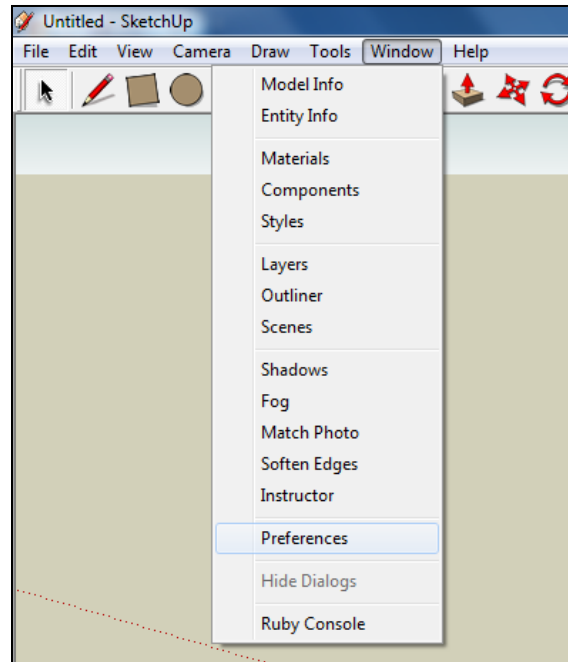 Untitled - SketchUp
File Edit View Camera Draw Tools Window Help
Model Info
Entity Info
Materials
Components
Styles
Layers
Outliner
Scenes
Shadows
Fog
Match Photo
Soften Edges
Instructor
Preferences
Hide Dialogs
Ruby Console